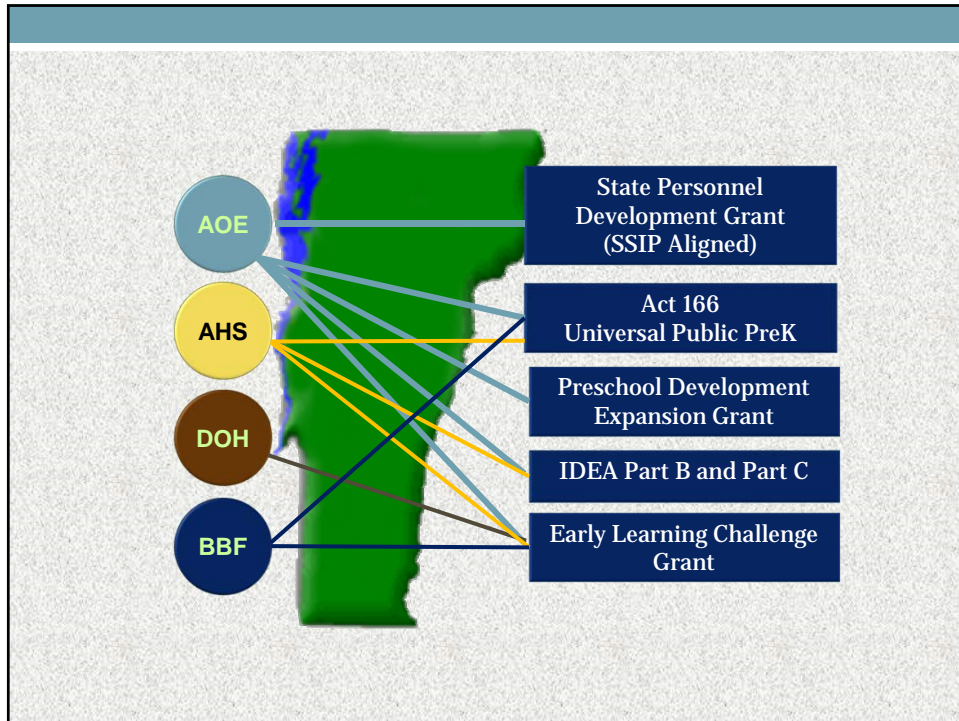 AOE
AHS
DOH
BBF
State Personnel
Development Grant
(SSIP Aligned)
Act 166
Universal Public PreK
Preschool Development
Expansion Grant
IDEA Part B and Part C
Early Learning Challenge
Grant